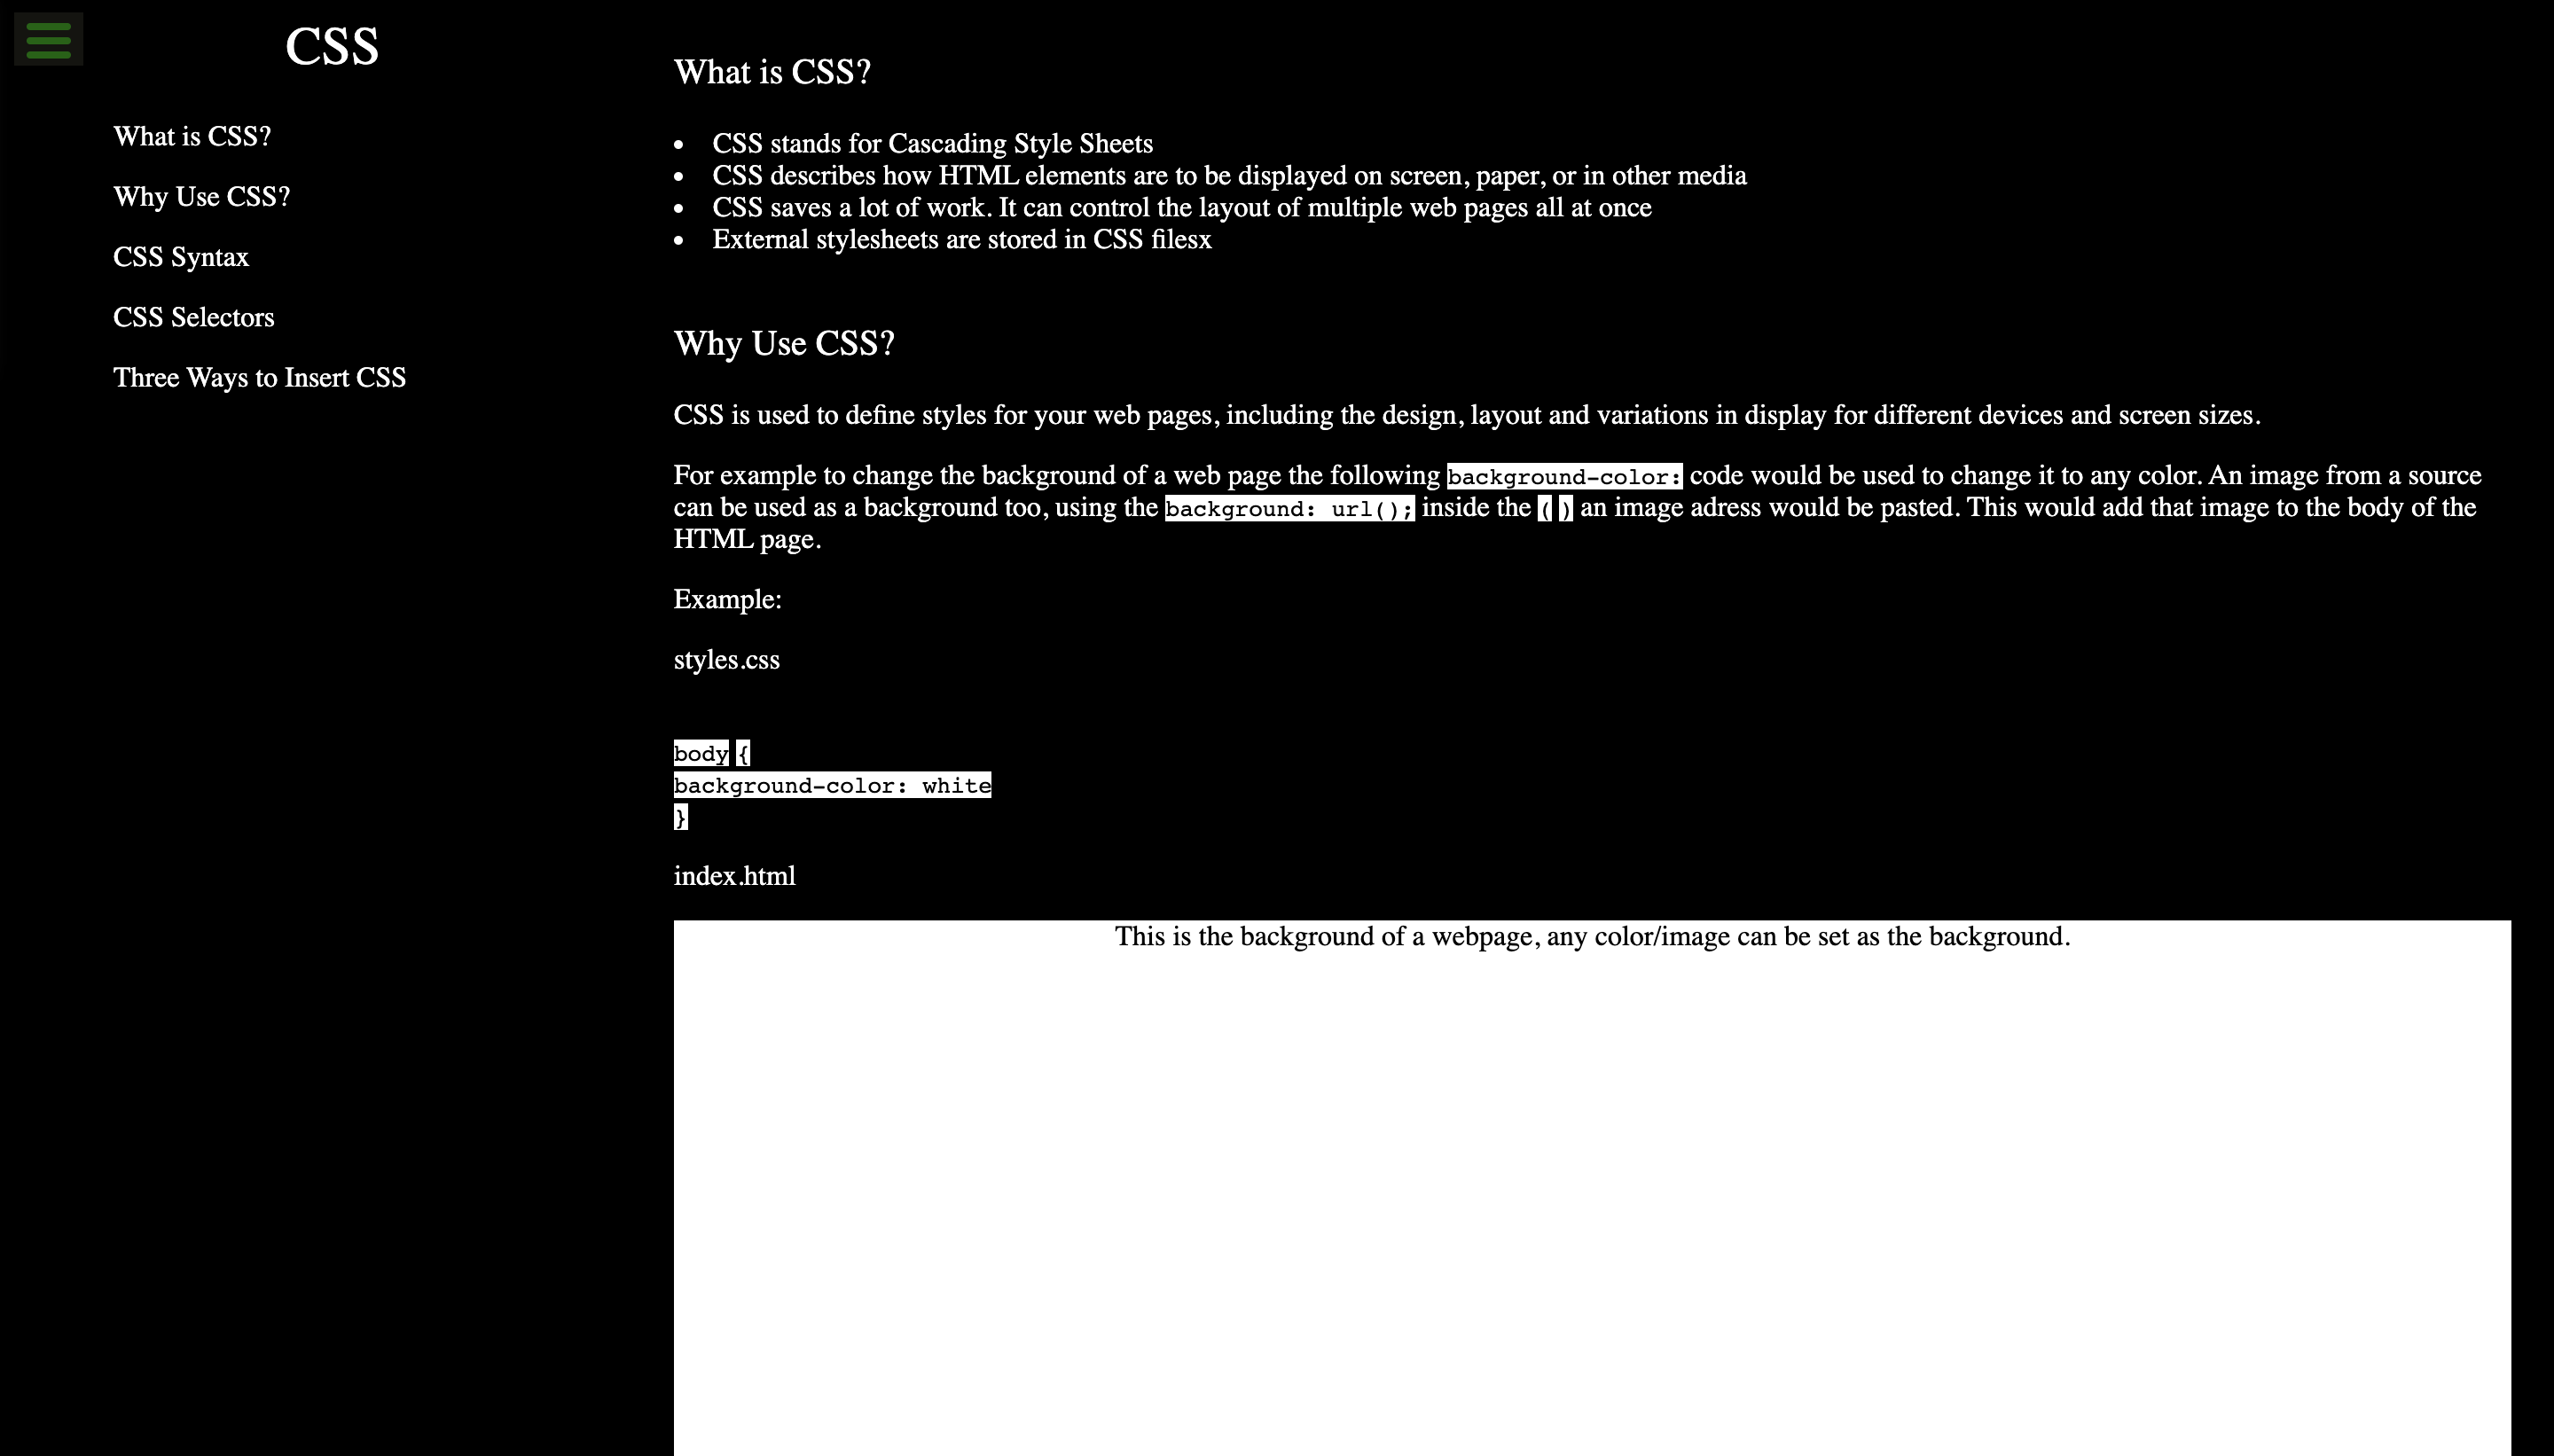 CSS
What is CSS?
Why Use CSS?
CSS Syntax
CSS Selectors
Three Ways to Insert CSS
What is CSS?
• CSS stands for Cascading Style Sheets
• CSS describes how HTML elements are to be displayed on screen, paper, or in other media
• CSS saves a lot of work. It can control the layout of multiple web pages all at once
• External stylesheets are stored in CSS filesx
Why Use CSS?
CSS is used to define styles for your web pages, including the design, layout and variations in display for different devices and screen sizes.
For example to change the background of a web page the following background-color: code would be used to change it to any color. An image from a source
can be used as a background too, using the background: url(); inside the ( ) an image adress would be pasted. This would add that image to the body of the
HTML page.
Example:
styles.css
body {
background-color: white
}
index.html
This is the background of a webpage, any color/image can be set as the background.